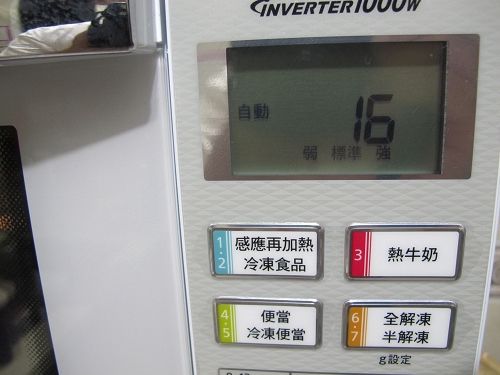 INVERTER1000W
自動 16
弱 標準 強
1・2 感應再加熱
冷凍食品
3 熱牛奶
4・5 便當
冷凍便當
6・7 全解凍
半解凍
g設定